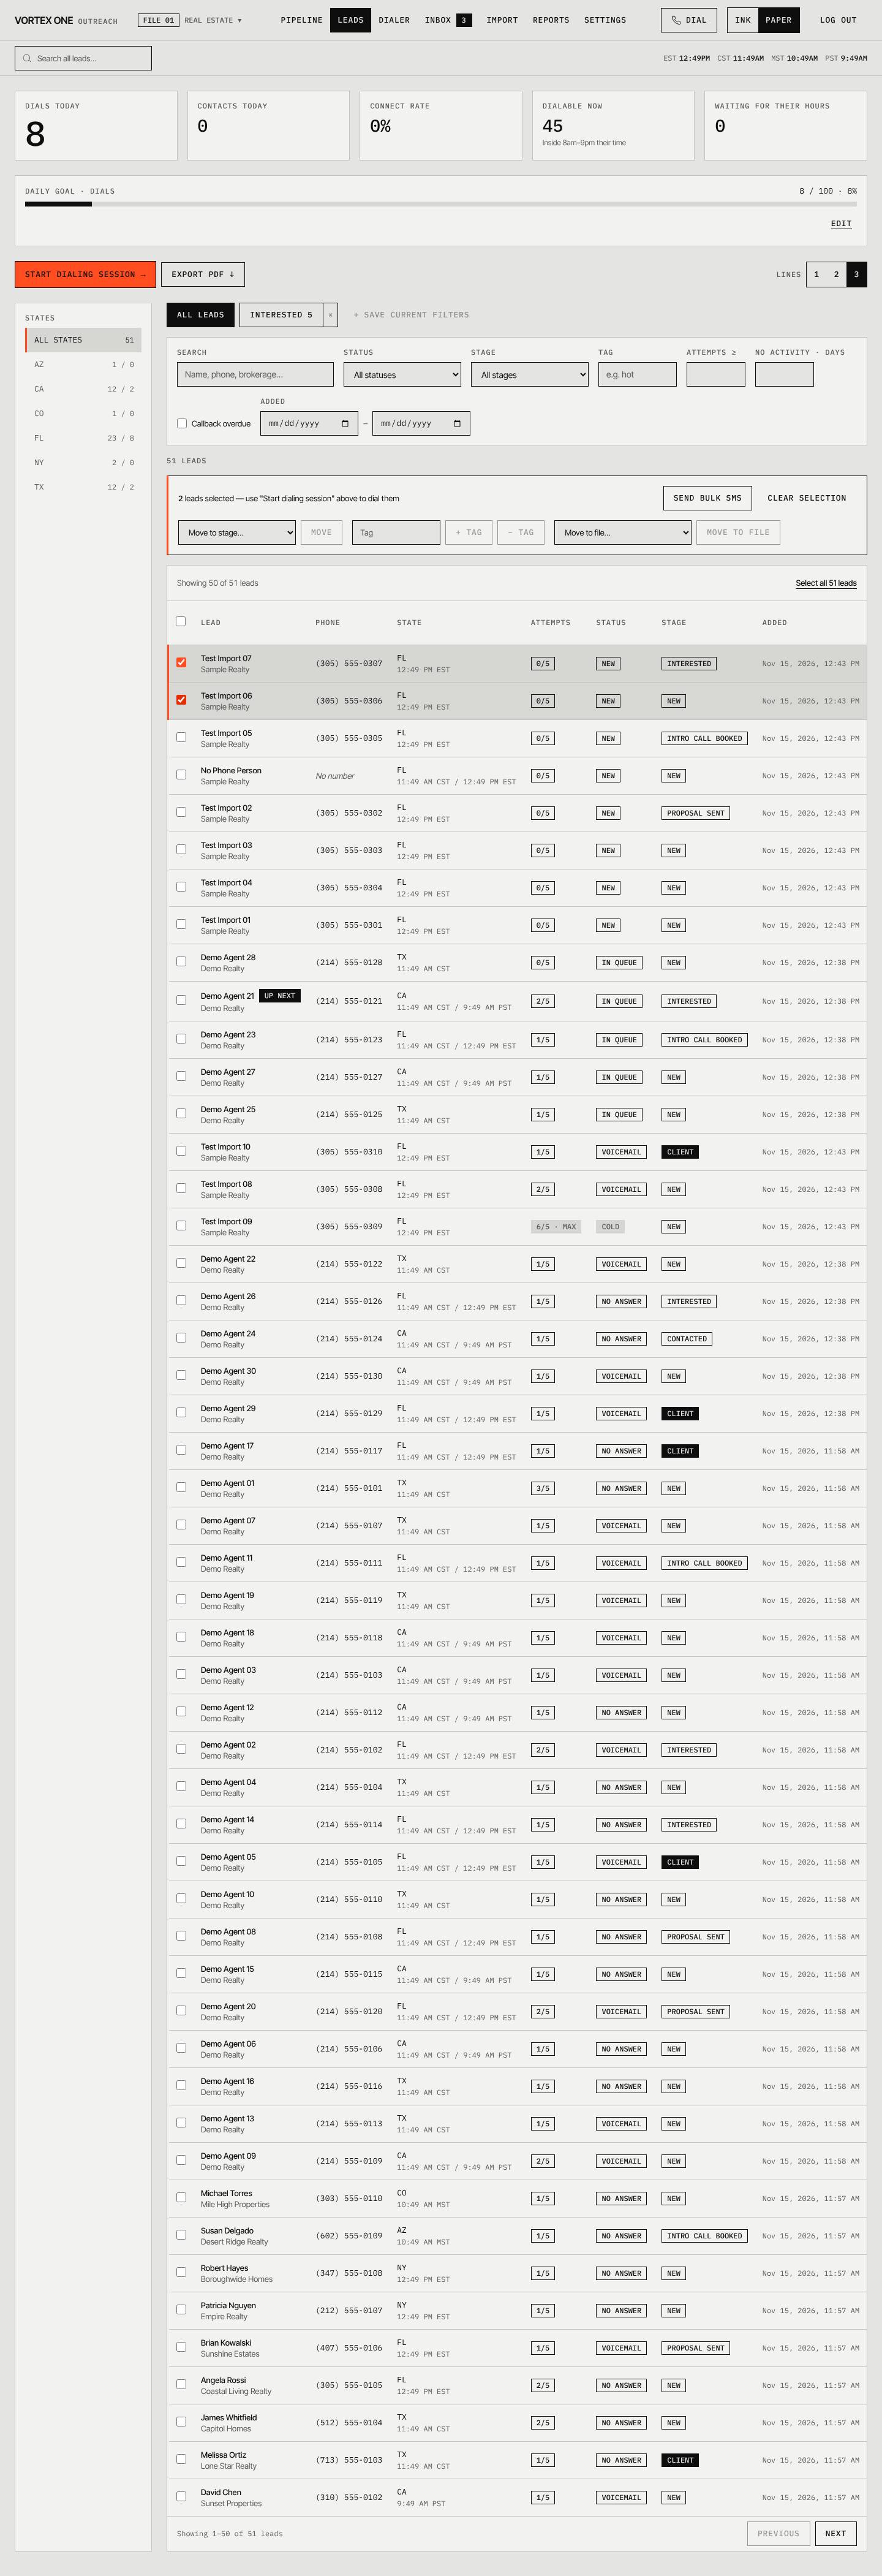 VORTEX ONE OUTREACH FILE 01 REAL ESTATE ▾ PIPELINE LEADS DIALER INBOX 3 IMPORT REPORTS SETTINGS DIAL INK PAPER LOG OUT
Search all leads... EST 12:49PM CST 11:49AM MST 10:49AM PST 9:49AM
DIALS TODAY CONTACTS TODAY CONNECT RATE DIALABLE NOW WAITING FOR THEIR HOURS
8 0 0% 45 0
Inside 8am–9pm their time
DAILY GOAL · DIALS 8 / 100 · 8%
EDIT
START DIALING SESSION → EXPORT PDF ↓ LINES 1 2 3
STATES
ALL STATES 51
AZ 1 / 0
CA 12 / 2
CO 1 / 0
FL 23 / 8
NY 2 / 0
TX 12 / 2
ALL LEADS INTERESTED 5 × + SAVE CURRENT FILTERS
SEARCH STATUS STAGE TAG ATTEMPTS ≥ NO ACTIVITY · DAYS
Name, phone, brokerage... All statuses All stages e.g. hot
ADDED
Callback overdue mm/dd/yyyy – mm/dd/yyyy
51 LEADS
2 leads selected — use "Start dialing session" above to dial them SEND BULK SMS CLEAR SELECTION
Move to stage... MOVE Tag + TAG − TAG Move to file... MOVE TO FILE
Showing 50 of 51 leads Select all 51 leads
LEAD PHONE STATE ATTEMPTS STATUS STAGE ADDED
Test Import 07 (305) 555-0307 FL 0/5 NEW INTERESTED Nov 15, 2026, 12:43 PM
Sample Realty 12:49 PM EST
Test Import 06 (305) 555-0306 FL 0/5 NEW NEW Nov 15, 2026, 12:43 PM
Sample Realty 12:49 PM EST
Test Import 05 (305) 555-0305 FL 0/5 NEW INTRO CALL BOOKED Nov 15, 2026, 12:43 PM
Sample Realty 12:49 PM EST
No Phone Person No number FL 0/5 NEW NEW Nov 15, 2026, 12:43 PM
Sample Realty 11:49 AM CST / 12:49 PM EST
Test Import 02 (305) 555-0302 FL 0/5 NEW PROPOSAL SENT Nov 15, 2026, 12:43 PM
Sample Realty 12:49 PM EST
Test Import 03 (305) 555-0303 FL 0/5 NEW NEW Nov 15, 2026, 12:43 PM
Sample Realty 12:49 PM EST
Test Import 04 (305) 555-0304 FL 0/5 NEW NEW Nov 15, 2026, 12:43 PM
Sample Realty 12:49 PM EST
Test Import 01 (305) 555-0301 FL 0/5 NEW NEW Nov 15, 2026, 12:43 PM
Sample Realty 12:49 PM EST
Demo Agent 28 (214) 555-0128 TX 0/5 IN QUEUE NEW Nov 15, 2026, 12:38 PM
Demo Realty 11:49 AM CST
Demo Agent 21 UP NEXT (214) 555-0121 CA 2/5 IN QUEUE INTERESTED Nov 15, 2026, 12:38 PM
Demo Realty 11:49 AM CST / 9:49 AM PST
Demo Agent 23 (214) 555-0123 FL 1/5 IN QUEUE INTRO CALL BOOKED Nov 15, 2026, 12:38 PM
Demo Realty 11:49 AM CST / 12:49 PM EST
Demo Agent 27 (214) 555-0127 CA 1/5 IN QUEUE NEW Nov 15, 2026, 12:38 PM
Demo Realty 11:49 AM CST / 9:49 AM PST
Demo Agent 25 (214) 555-0125 TX 1/5 IN QUEUE NEW Nov 15, 2026, 12:38 PM
Demo Realty 11:49 AM CST
Test Import 10 (305) 555-0310 FL 1/5 VOICEMAIL CLIENT Nov 15, 2026, 12:43 PM
Sample Realty 12:49 PM EST
Test Import 08 (305) 555-0308 FL 2/5 VOICEMAIL NEW Nov 15, 2026, 12:43 PM
Sample Realty 12:49 PM EST
Test Import 09 (305) 555-0309 FL 6/5 · MAX COLD NEW Nov 15, 2026, 12:43 PM
Sample Realty 12:49 PM EST
Demo Agent 22 (214) 555-0122 TX 1/5 VOICEMAIL NEW Nov 15, 2026, 12:38 PM
Demo Realty 11:49 AM CST
Demo Agent 26 (214) 555-0126 FL 1/5 NO ANSWER INTERESTED Nov 15, 2026, 12:38 PM
Demo Realty 11:49 AM CST / 12:49 PM EST
Demo Agent 24 (214) 555-0124 CA 1/5 NO ANSWER CONTACTED Nov 15, 2026, 12:38 PM
Demo Realty 11:49 AM CST / 9:49 AM PST
Demo Agent 30 (214) 555-0130 CA 1/5 VOICEMAIL NEW Nov 15, 2026, 12:38 PM
Demo Realty 11:49 AM CST / 9:49 AM PST
Demo Agent 29 (214) 555-0129 FL 1/5 VOICEMAIL CLIENT Nov 15, 2026, 12:38 PM
Demo Realty 11:49 AM CST / 12:49 PM EST
Demo Agent 17 (214) 555-0117 FL 1/5 NO ANSWER CLIENT Nov 15, 2026, 11:58 AM
Demo Realty 11:49 AM CST / 12:49 PM EST
Demo Agent 01 (214) 555-0101 TX 3/5 NO ANSWER NEW Nov 15, 2026, 11:58 AM
Demo Realty 11:49 AM CST
Demo Agent 07 (214) 555-0107 TX 1/5 VOICEMAIL NEW Nov 15, 2026, 11:58 AM
Demo Realty 11:49 AM CST
Demo Agent 11 (214) 555-0111 FL 1/5 VOICEMAIL INTRO CALL BOOKED Nov 15, 2026, 11:58 AM
Demo Realty 11:49 AM CST / 12:49 PM EST
Demo Agent 19 (214) 555-0119 TX 1/5 VOICEMAIL NEW Nov 15, 2026, 11:58 AM
Demo Realty 11:49 AM CST
Demo Agent 18 (214) 555-0118 CA 1/5 VOICEMAIL NEW Nov 15, 2026, 11:58 AM
Demo Realty 11:49 AM CST / 9:49 AM PST
Demo Agent 03 (214) 555-0103 CA 1/5 VOICEMAIL NEW Nov 15, 2026, 11:58 AM
Demo Realty 11:49 AM CST / 9:49 AM PST
Demo Agent 12 (214) 555-0112 CA 1/5 NO ANSWER NEW Nov 15, 2026, 11:58 AM
Demo Realty 11:49 AM CST / 9:49 AM PST
Demo Agent 02 (214) 555-0102 FL 2/5 VOICEMAIL INTERESTED Nov 15, 2026, 11:58 AM
Demo Realty 11:49 AM CST / 12:49 PM EST
Demo Agent 04 (214) 555-0104 TX 1/5 NO ANSWER NEW Nov 15, 2026, 11:58 AM
Demo Realty 11:49 AM CST
Demo Agent 14 (214) 555-0114 FL 1/5 NO ANSWER INTERESTED Nov 15, 2026, 11:58 AM
Demo Realty 11:49 AM CST / 12:49 PM EST
Demo Agent 05 (214) 555-0105 FL 1/5 VOICEMAIL CLIENT Nov 15, 2026, 11:58 AM
Demo Realty 11:49 AM CST / 12:49 PM EST
Demo Agent 10 (214) 555-0110 TX 1/5 NO ANSWER NEW Nov 15, 2026, 11:58 AM
Demo Realty 11:49 AM CST
Demo Agent 08 (214) 555-0108 FL 1/5 NO ANSWER PROPOSAL SENT Nov 15, 2026, 11:58 AM
Demo Realty 11:49 AM CST / 12:49 PM EST
Demo Agent 15 (214) 555-0115 CA 1/5 NO ANSWER NEW Nov 15, 2026, 11:58 AM
Demo Realty 11:49 AM CST / 9:49 AM PST
Demo Agent 20 (214) 555-0120 FL 2/5 VOICEMAIL PROPOSAL SENT Nov 15, 2026, 11:58 AM
Demo Realty 11:49 AM CST / 12:49 PM EST
Demo Agent 06 (214) 555-0106 CA 1/5 NO ANSWER NEW Nov 15, 2026, 11:58 AM
Demo Realty 11:49 AM CST / 9:49 AM PST
Demo Agent 16 (214) 555-0116 TX 1/5 NO ANSWER NEW Nov 15, 2026, 11:58 AM
Demo Realty 11:49 AM CST
Demo Agent 13 (214) 555-0113 TX 1/5 VOICEMAIL NEW Nov 15, 2026, 11:58 AM
Demo Realty 11:49 AM CST
Demo Agent 09 (214) 555-0109 CA 2/5 VOICEMAIL NEW Nov 15, 2026, 11:58 AM
Demo Realty 11:49 AM CST / 9:49 AM PST
Michael Torres (303) 555-0110 CO 1/5 NO ANSWER NEW Nov 15, 2026, 11:57 AM
Mile High Properties 10:49 AM MST
Susan Delgado (602) 555-0109 AZ 1/5 NO ANSWER INTRO CALL BOOKED Nov 15, 2026, 11:57 AM
Desert Ridge Realty 10:49 AM MST
Robert Hayes (347) 555-0108 NY 1/5 NO ANSWER NEW Nov 15, 2026, 11:57 AM
Boroughwide Homes 12:49 PM EST
Patricia Nguyen (212) 555-0107 NY 1/5 NO ANSWER NEW Nov 15, 2026, 11:57 AM
Empire Realty 12:49 PM EST
Brian Kowalski (407) 555-0106 FL 1/5 VOICEMAIL PROPOSAL SENT Nov 15, 2026, 11:57 AM
Sunshine Estates 12:49 PM EST
Angela Rossi (305) 555-0105 FL 2/5 NO ANSWER NEW Nov 15, 2026, 11:57 AM
Coastal Living Realty 12:49 PM EST
James Whitfield (512) 555-0104 TX 2/5 NO ANSWER NEW Nov 15, 2026, 11:57 AM
Capitol Homes 11:49 AM CST
Melissa Ortiz (713) 555-0103 TX 1/5 NO ANSWER CLIENT Nov 15, 2026, 11:57 AM
Lone Star Realty 11:49 AM CST
David Chen (310) 555-0102 CA 1/5 VOICEMAIL NEW Nov 15, 2026, 11:57 AM
Sunset Properties 9:49 AM PST
Showing 1–50 of 51 leads PREVIOUS NEXT